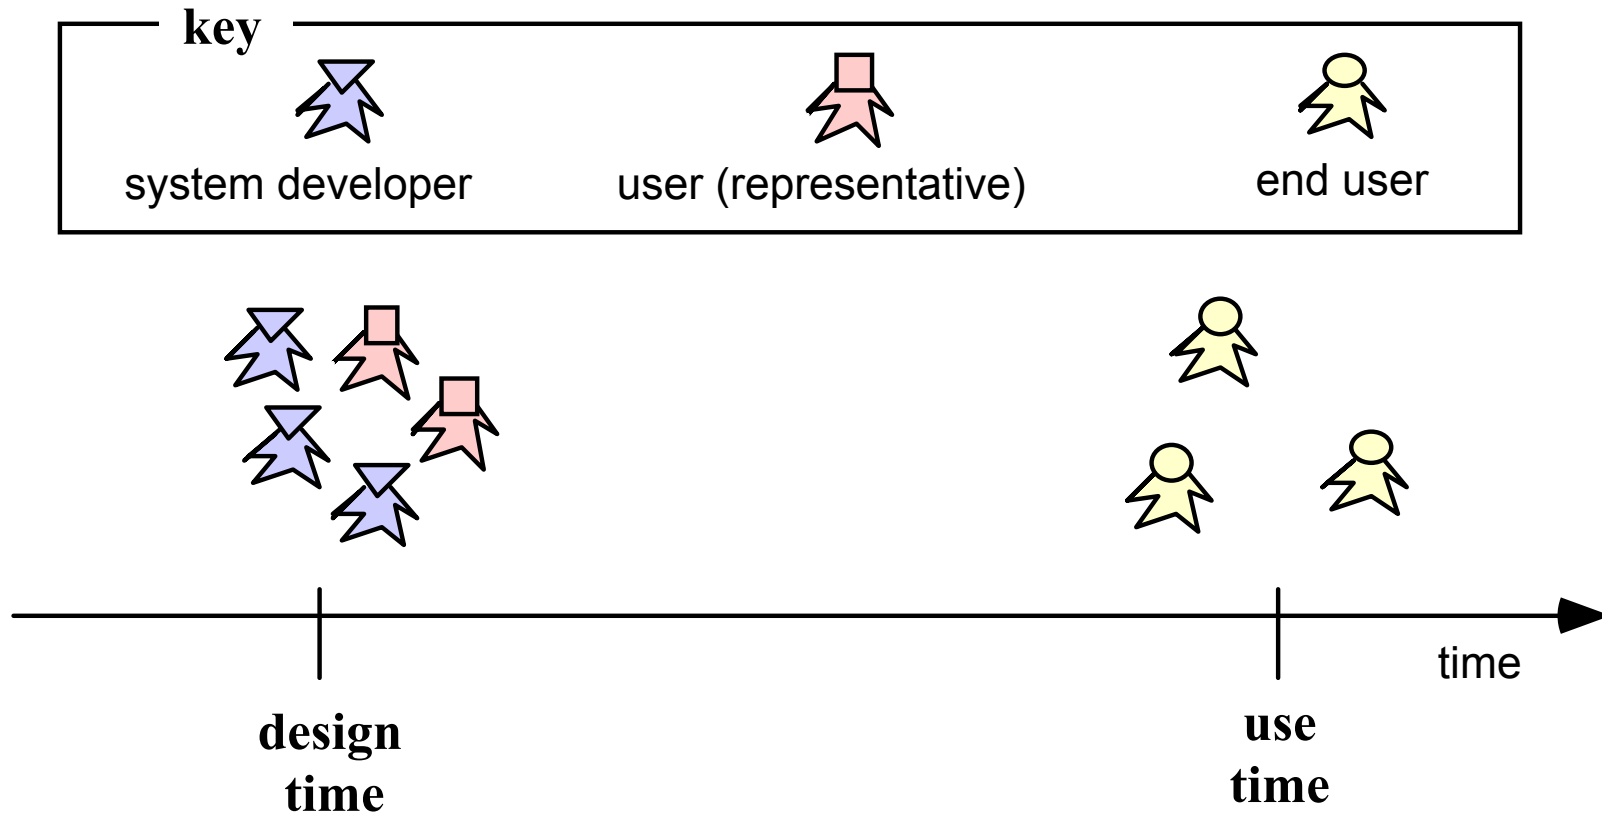 key
system developer
user (representative)
end user
time
design
time
use
time